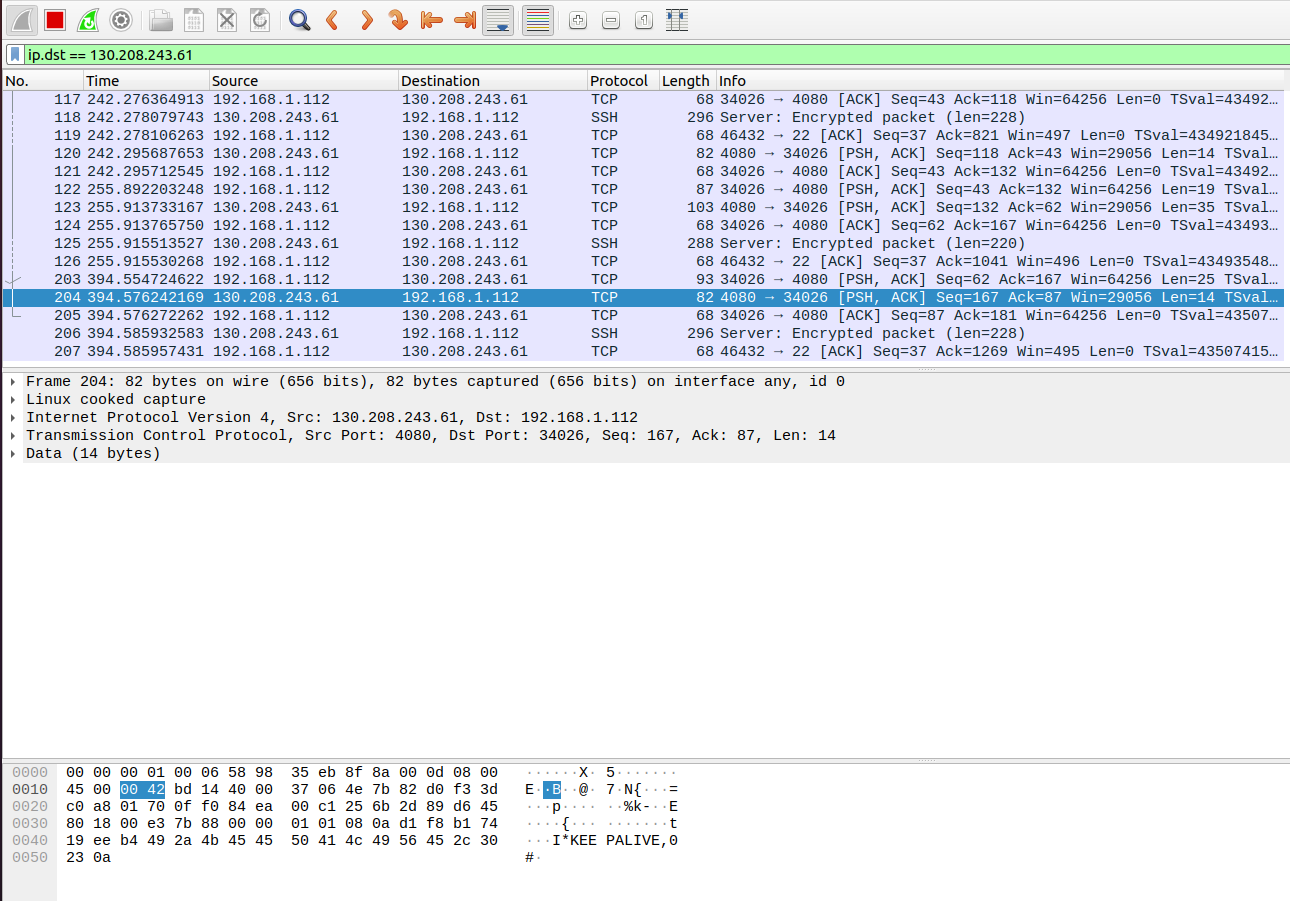 ip.dst == 130.208.243.61
No. Time Source Destination Protocol Length Info
117 242.276364913 192.168.1.112 130.208.243.61 TCP 68 34026 → 4080 [ACK] Seq=43 Ack=118 Win=64256 Len=0 TSval=43492…
118 242.278079743 130.208.243.61 192.168.1.112 SSH 296 Server: Encrypted packet (len=228)
119 242.278106263 192.168.1.112 130.208.243.61 TCP 68 46432 → 22 [ACK] Seq=37 Ack=821 Win=497 Len=0 TSval=434921845…
120 242.295687653 130.208.243.61 192.168.1.112 TCP 82 4080 → 34026 [PSH, ACK] Seq=118 Ack=43 Win=29056 Len=14 TSval…
121 242.295712545 192.168.1.112 130.208.243.61 TCP 68 34026 → 4080 [ACK] Seq=43 Ack=132 Win=64256 Len=0 TSval=43492…
122 255.892203248 192.168.1.112 130.208.243.61 TCP 87 34026 → 4080 [PSH, ACK] Seq=43 Ack=132 Win=64256 Len=19 TSval…
123 255.913733167 130.208.243.61 192.168.1.112 TCP 103 4080 → 34026 [PSH, ACK] Seq=132 Ack=62 Win=29056 Len=35 TSval…
124 255.913765750 192.168.1.112 130.208.243.61 TCP 68 34026 → 4080 [ACK] Seq=62 Ack=167 Win=64256 Len=0 TSval=43493…
125 255.915513527 130.208.243.61 192.168.1.112 SSH 288 Server: Encrypted packet (len=220)
126 255.915530268 192.168.1.112 130.208.243.61 TCP 68 46432 → 22 [ACK] Seq=37 Ack=1041 Win=496 Len=0 TSval=43493548…
203 394.554724622 192.168.1.112 130.208.243.61 TCP 93 34026 → 4080 [PSH, ACK] Seq=62 Ack=167 Win=64256 Len=25 TSval…
204 394.576242169 130.208.243.61 192.168.1.112 TCP 82 4080 → 34026 [PSH, ACK] Seq=167 Ack=87 Win=29056 Len=14 TSval…
205 394.576272262 192.168.1.112 130.208.243.61 TCP 68 34026 → 4080 [ACK] Seq=87 Ack=181 Win=64256 Len=0 TSval=43507…
206 394.585932583 130.208.243.61 192.168.1.112 SSH 296 Server: Encrypted packet (len=228)
207 394.585957431 192.168.1.112 130.208.243.61 TCP 68 46432 → 22 [ACK] Seq=37 Ack=1269 Win=495 Len=0 TSval=43507415…
Frame 204: 82 bytes on wire (656 bits), 82 bytes captured (656 bits) on interface any, id 0
Linux cooked capture
Internet Protocol Version 4, Src: 130.208.243.61, Dst: 192.168.1.112
Transmission Control Protocol, Src Port: 4080, Dst Port: 34026, Seq: 167, Ack: 87, Len: 14
Data (14 bytes)
0000 00 00 00 01 00 06 58 98 35 eb 8f 8a 00 0d 08 00 ······X· 5·······
0010 45 00 00 42 bd 14 40 00 37 06 4e 7b 82 d0 f3 3d E··B··@· 7·N{···=
0020 c0 a8 01 70 0f f0 84 ea 00 c1 25 6b 2d 89 d6 45 ···p···· ··%k-··E
0030 80 18 00 e3 7b 88 00 00 01 01 08 0a d1 f8 b1 74 ····{··· ·······t
0040 19 ee b4 49 2a 4b 45 45 50 41 4c 49 56 45 2c 30 ···I*KEE PALIVE,0
0050 23 0a #·